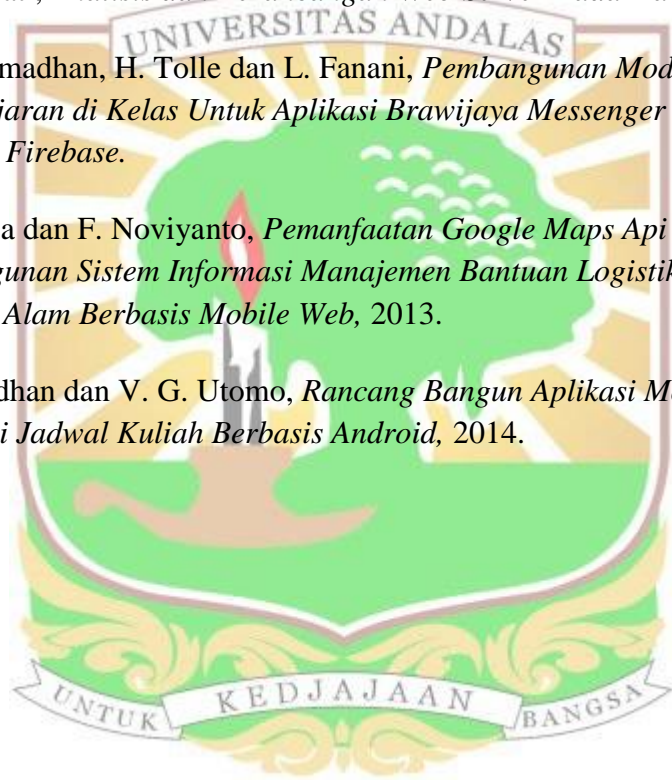 UNIVERSITAS ANDALAS
madhan, H. Tolle dan L. Fanani, Pembangunan Mod
jaran di Kelas Untuk Aplikasi Brawijaya Messenger
Firebase.
a dan F. Noviyanto, Pemanfaatan Google Maps Api
gunan Sistem Informasi Manajemen Bantuan Logistik
Alam Berbasis Mobile Web, 2013.
dhan dan V. G. Utomo, Rancang Bangun Aplikasi M
i Jadwal Kuliah Berbasis Android, 2014.
UNTUK KEDJAJAAN BANGSA